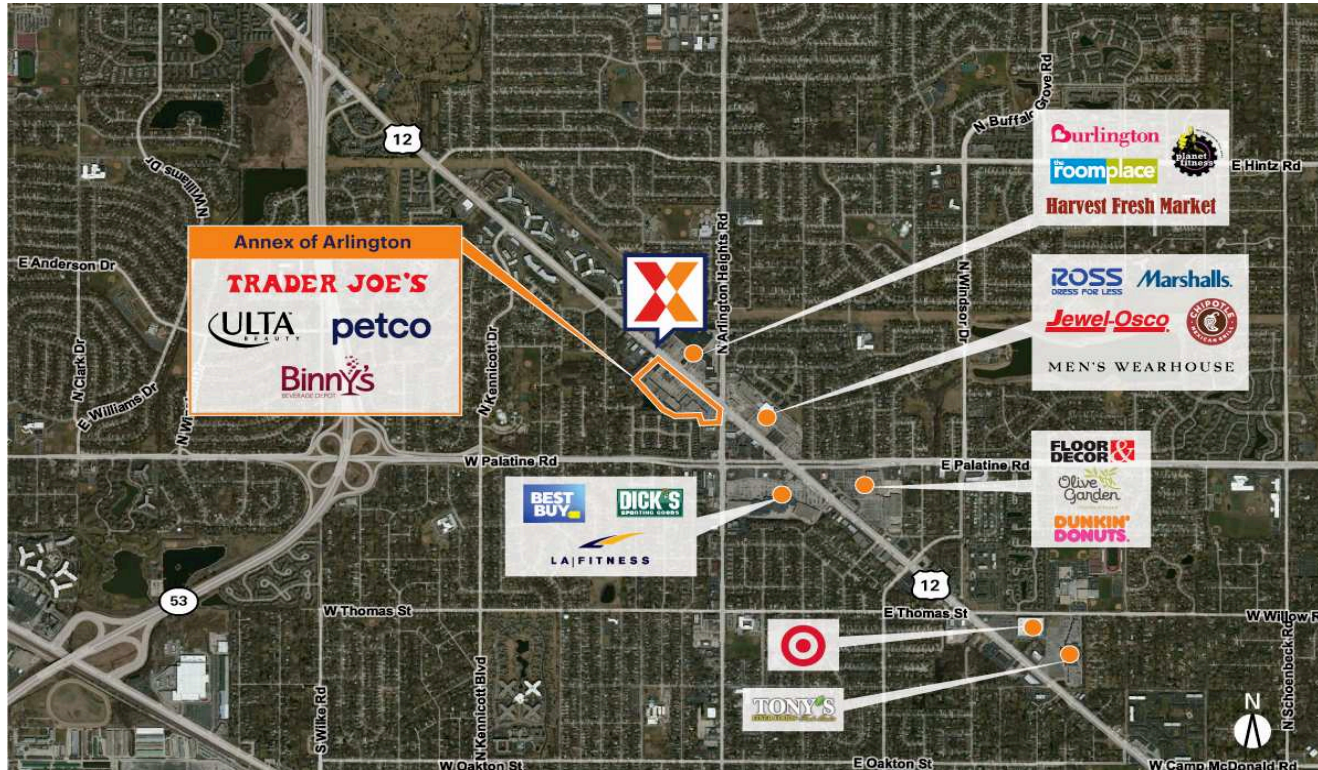 12
N Williams Dr
N Buffalo Grove Rd
Burlington
planet fitness
the roomplace
Harvest Fresh Market
E Hintz Rd
Annex of Arlington
TRADER JOE'S
ULTA
BEAUTY
petco
Binny's
BEVERAGE DEPOT
E Anderson Dr
N Clark Dr
E Williams Dr
N Kennicott Dr
N Arlington Heights Rd
N Windsor Dr
ROSS
DRESS FOR LESS
Marshalls.
Jewel-Osco
CHIPOTLE
MEXICAN GRILL
MEN'S WEARHOUSE
W Palatine Rd
E Palatine Rd
FLOOR & DECOR
Olive Garden
DUNKIN' DONUTS.
BEST BUY
DICK'S
SPORTING GOODS
LA|FITNESS
53
12
W Thomas St
E Thomas St
W Willow R
TONY'S
S Wilke Rd
N Kennicott Blvd
N Schoenbeck Rd
N
W Oakton St
E Oakton St
W Camp McDonald Rd